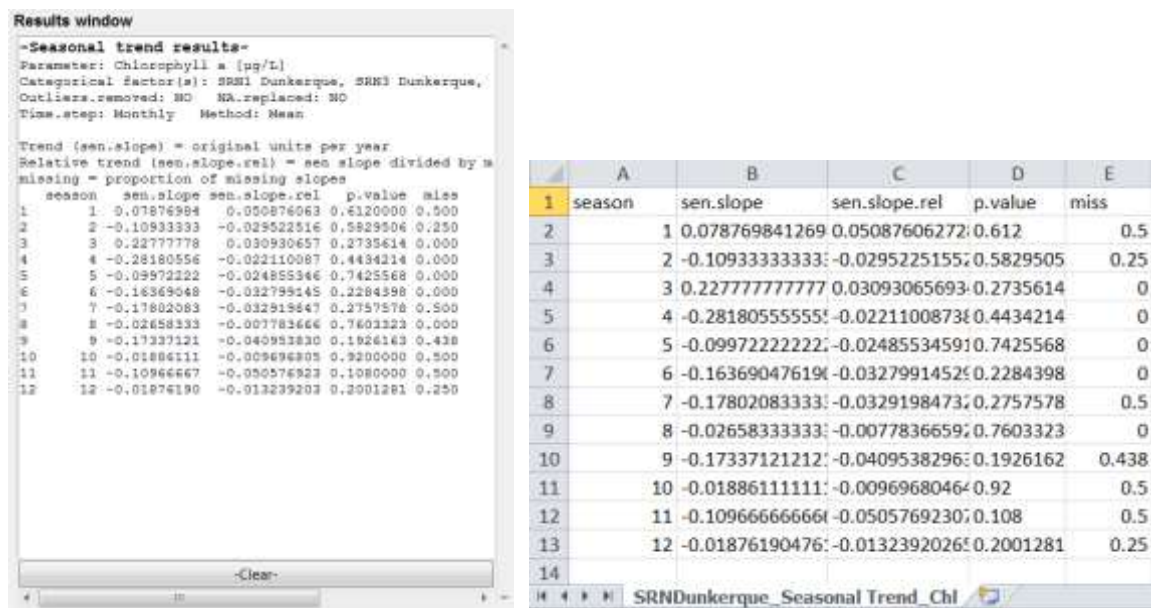 Results window
-Seasonal trend results-
Parameter: Chlorophyll a [µg/L]
Categorical factor(s): SRN1 Dunkerque, SRN3 Dunkerque,
Outliers.removed: NO NA.replaced: NO
Time.step: Monthly Method: Mean
Trend (sen.slope) = original units per year
Relative trend (sen.slope.rel) = sen slope divided by m
missing = proportion of missing slopes
season sen.slope sen.slope.rel p.value miss
1 1 0.07876984 0.050876063 0.6120000 0.500
2 2 -0.10933333 -0.029522516 0.5829506 0.250
3 3 0.22777778 0.030930657 0.2735614 0.000
4 4 -0.28180556 -0.022110087 0.4434214 0.000
5 5 -0.09972222 -0.024855346 0.7425568 0.000
6 6 -0.16369048 -0.032799145 0.2284398 0.000
7 7 -0.17802083 -0.032919847 0.2757578 0.500
8 8 -0.02658333 -0.007783666 0.7603323 0.000
9 9 -0.17337121 -0.040953830 0.1926163 0.438
10 10 -0.01886111 -0.009696805 0.9200000 0.500
11 11 -0.10966667 -0.050576923 0.1080000 0.500
12 12 -0.01876190 -0.013239203 0.2001281 0.250
-Clear-
A B C D E
1 season sen.slope sen.slope.rel p.value miss
2 1 0.078769841269 0.05087606272 0.612 0.5
3 2 -0.10933333333 -0.02952251552 0.5829505 0.25
4 3 0.227777777777 0.03093065693 0.2735614 0
5 4 -0.28180555555 -0.02211008738 0.4434214 0
6 5 -0.09972222222 -0.02485534591 0.7425568 0
7 6 -0.16369047619 -0.03279914529 0.2284398 0
8 7 -0.17802083333 -0.03291984732 0.2757578 0.5
9 8 -0.02658333333 -0.00778366592 0.7603323 0
10 9 -0.17337121212 -0.04095382963 0.1926162 0.438
11 10 -0.01886111111 -0.00969680464 0.92 0.5
12 11 -0.10966666666 -0.05057692307 0.108 0.5
13 12 -0.01876190476 -0.01323920265 0.2001281 0.25
14
SRNDunkerque_Seasonal Trend_Chl